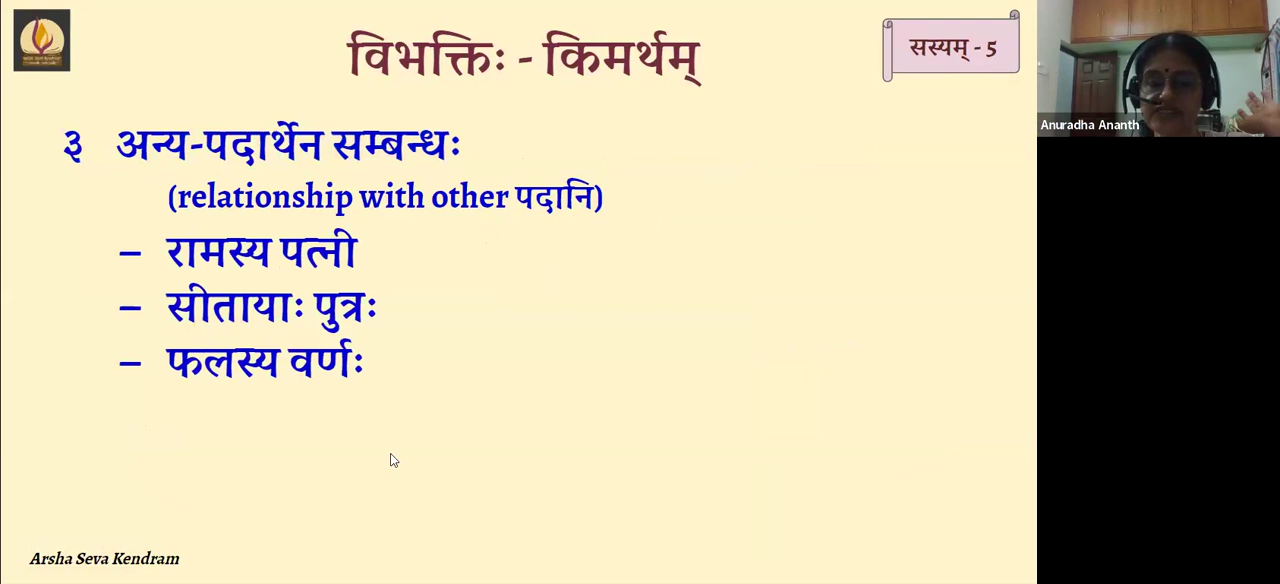 विभक्तिः - किमर्थम्
सस्यम् - 5
३ अन्य-पदार्थेन सम्बन्धः
(relationship with other पदानि)
– रामस्य पत्नी
– सीतायाः पुत्रः
– फलस्य वर्णः
Arsha Seva Kendram
Anuradha Ananth